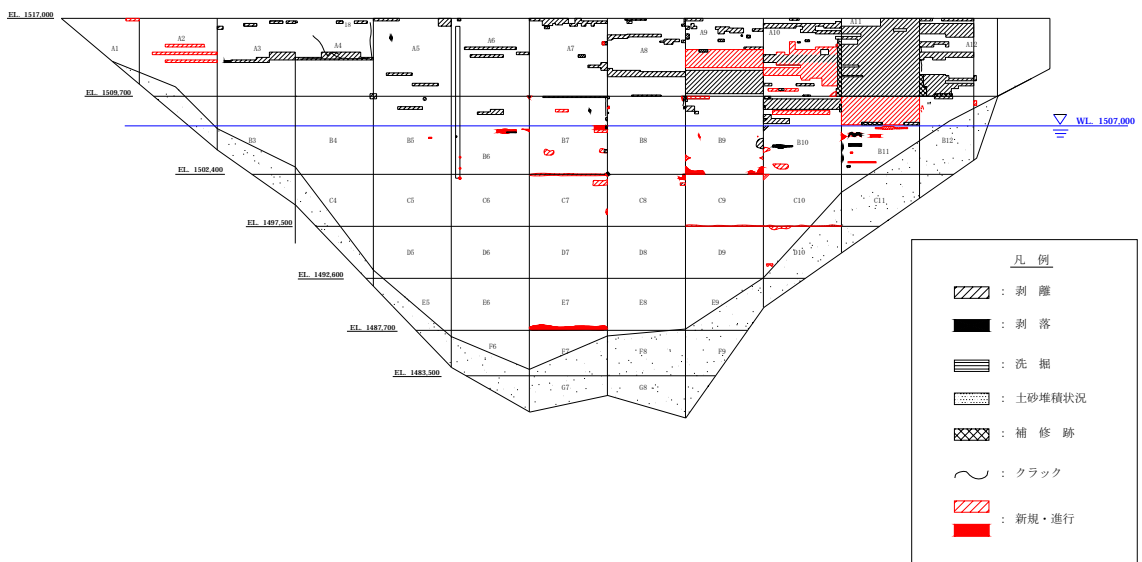 EL. 1517,000
A1
A2
A3
18
A4
A5
A6
A7
A8
A9
A10
A11
A12
EL. 1509,700
WL. 1507,000
B3
B4
B5
B6
B7
B8
B9
B10
B11
B12
EL. 1502,400
C4
C5
C6
C7
C8
C9
C10
C11
EL. 1497,500
D5
D6
D7
D8
D9
D10
EL. 1492,600
E5
E6
E7
E8
E9
EL. 1487,700
F6
F7
F8
F9
EL. 1483,500
G7
G8
凡 例
: 剥 離
: 剥 落
: 洗 掘
: 土砂堆積状況
: 補 修 跡
: クラック
: 新規・進行